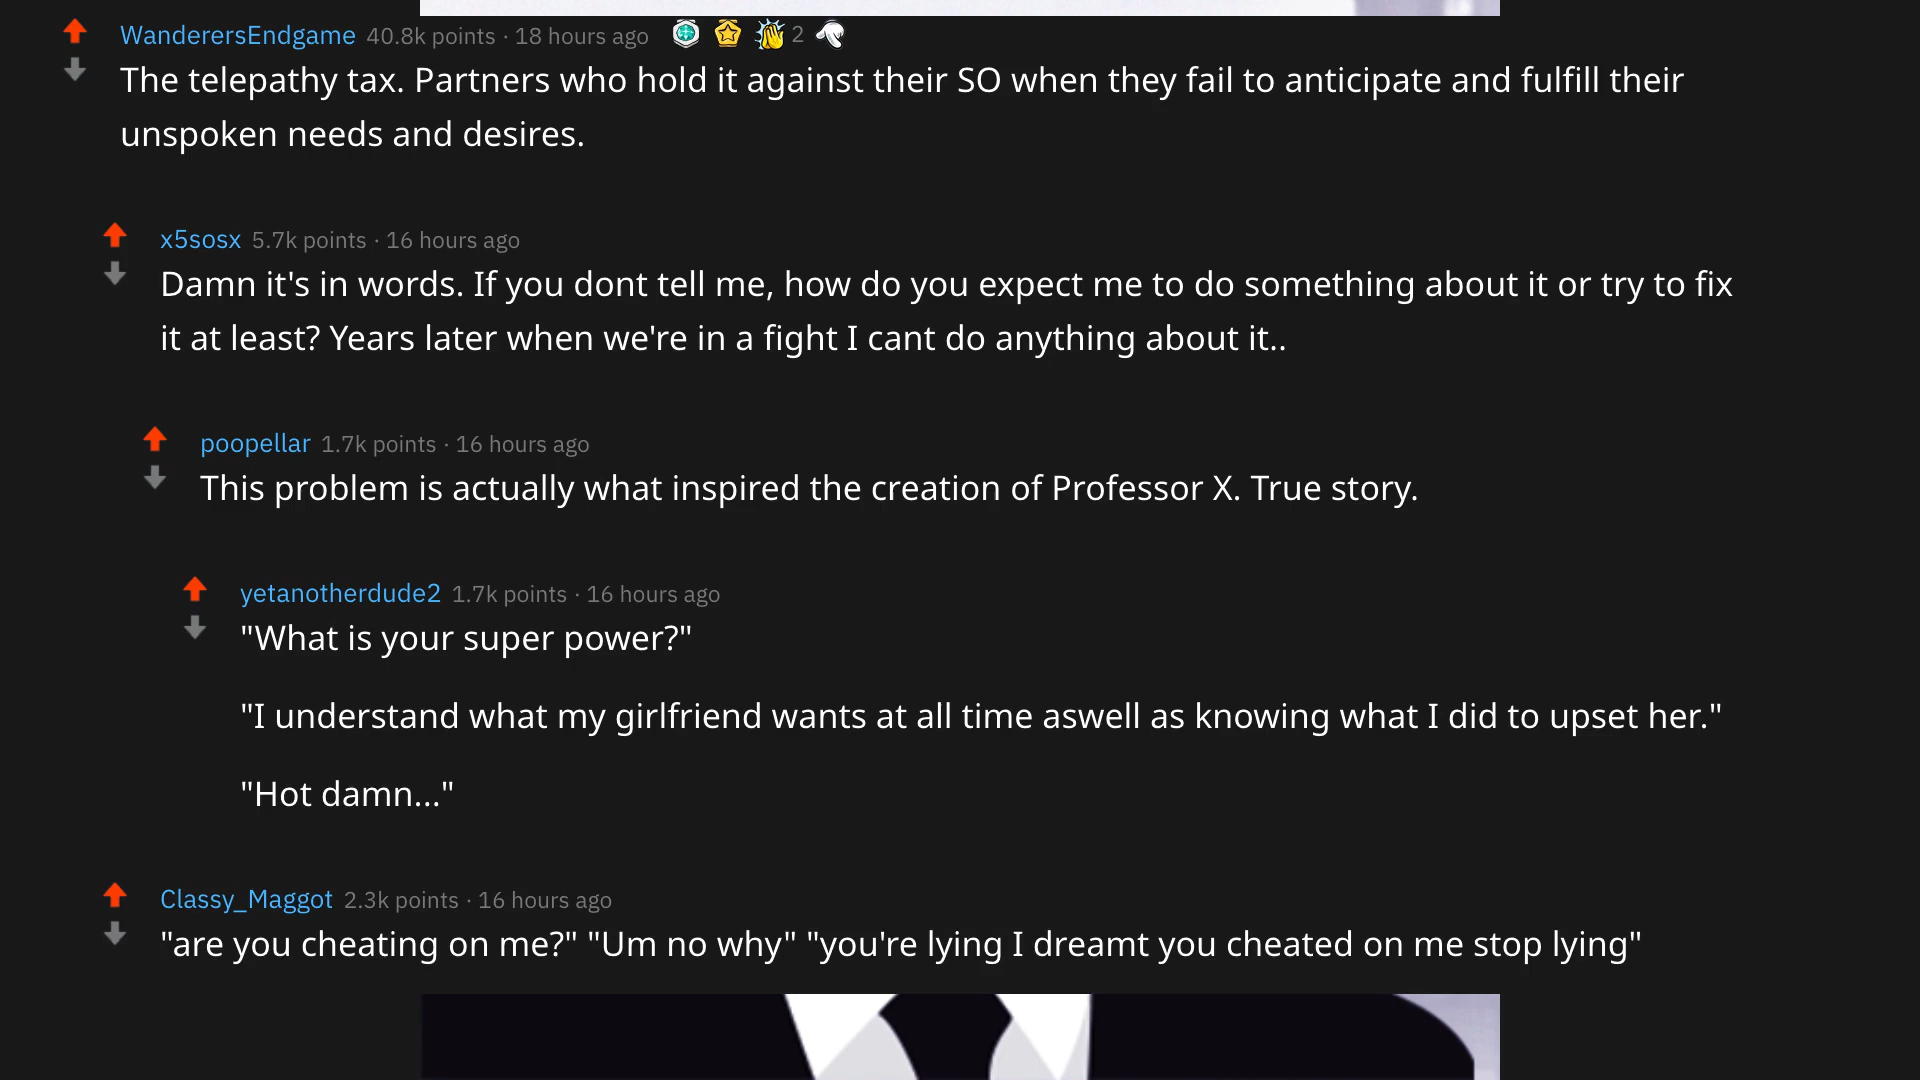 WanderersEndgame 40.8k points · 18 hours ago 2
The telepathy tax. Partners who hold it against their SO when they fail to anticipate and fulfill their
unspoken needs and desires.
x5sosx 5.7k points · 16 hours ago
Damn it's in words. If you dont tell me, how do you expect me to do something about it or try to fix
it at least? Years later when we're in a fight I cant do anything about it..
poopellar 1.7k points · 16 hours ago
This problem is actually what inspired the creation of Professor X. True story.
yetanotherdude2 1.7k points · 16 hours ago
"What is your super power?"
"I understand what my girlfriend wants at all time aswell as knowing what I did to upset her."
"Hot damn..."
Classy_Maggot 2.3k points · 16 hours ago
"are you cheating on me?" "Um no why" "you're lying I dreamt you cheated on me stop lying"